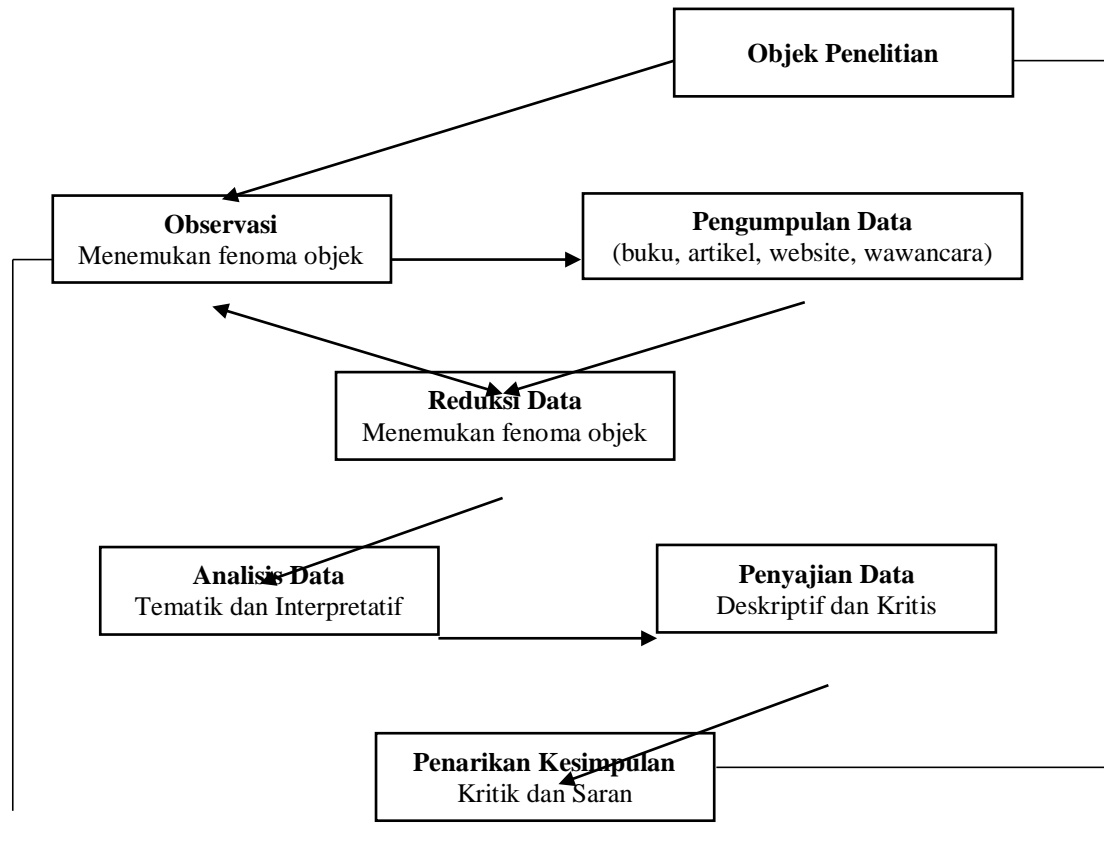 Objek Penelitian
Observasi
Menemukan fenoma objek
Pengumpulan Data
(buku, artikel, website, wawancara)
Reduksi Data
Menemukan fenoma objek
Analisis Data
Tematik dan Interpretatif
Penyajian Data
Deskriptif dan Kritis
Penarikan Kesimpulan
Kritik dan Saran